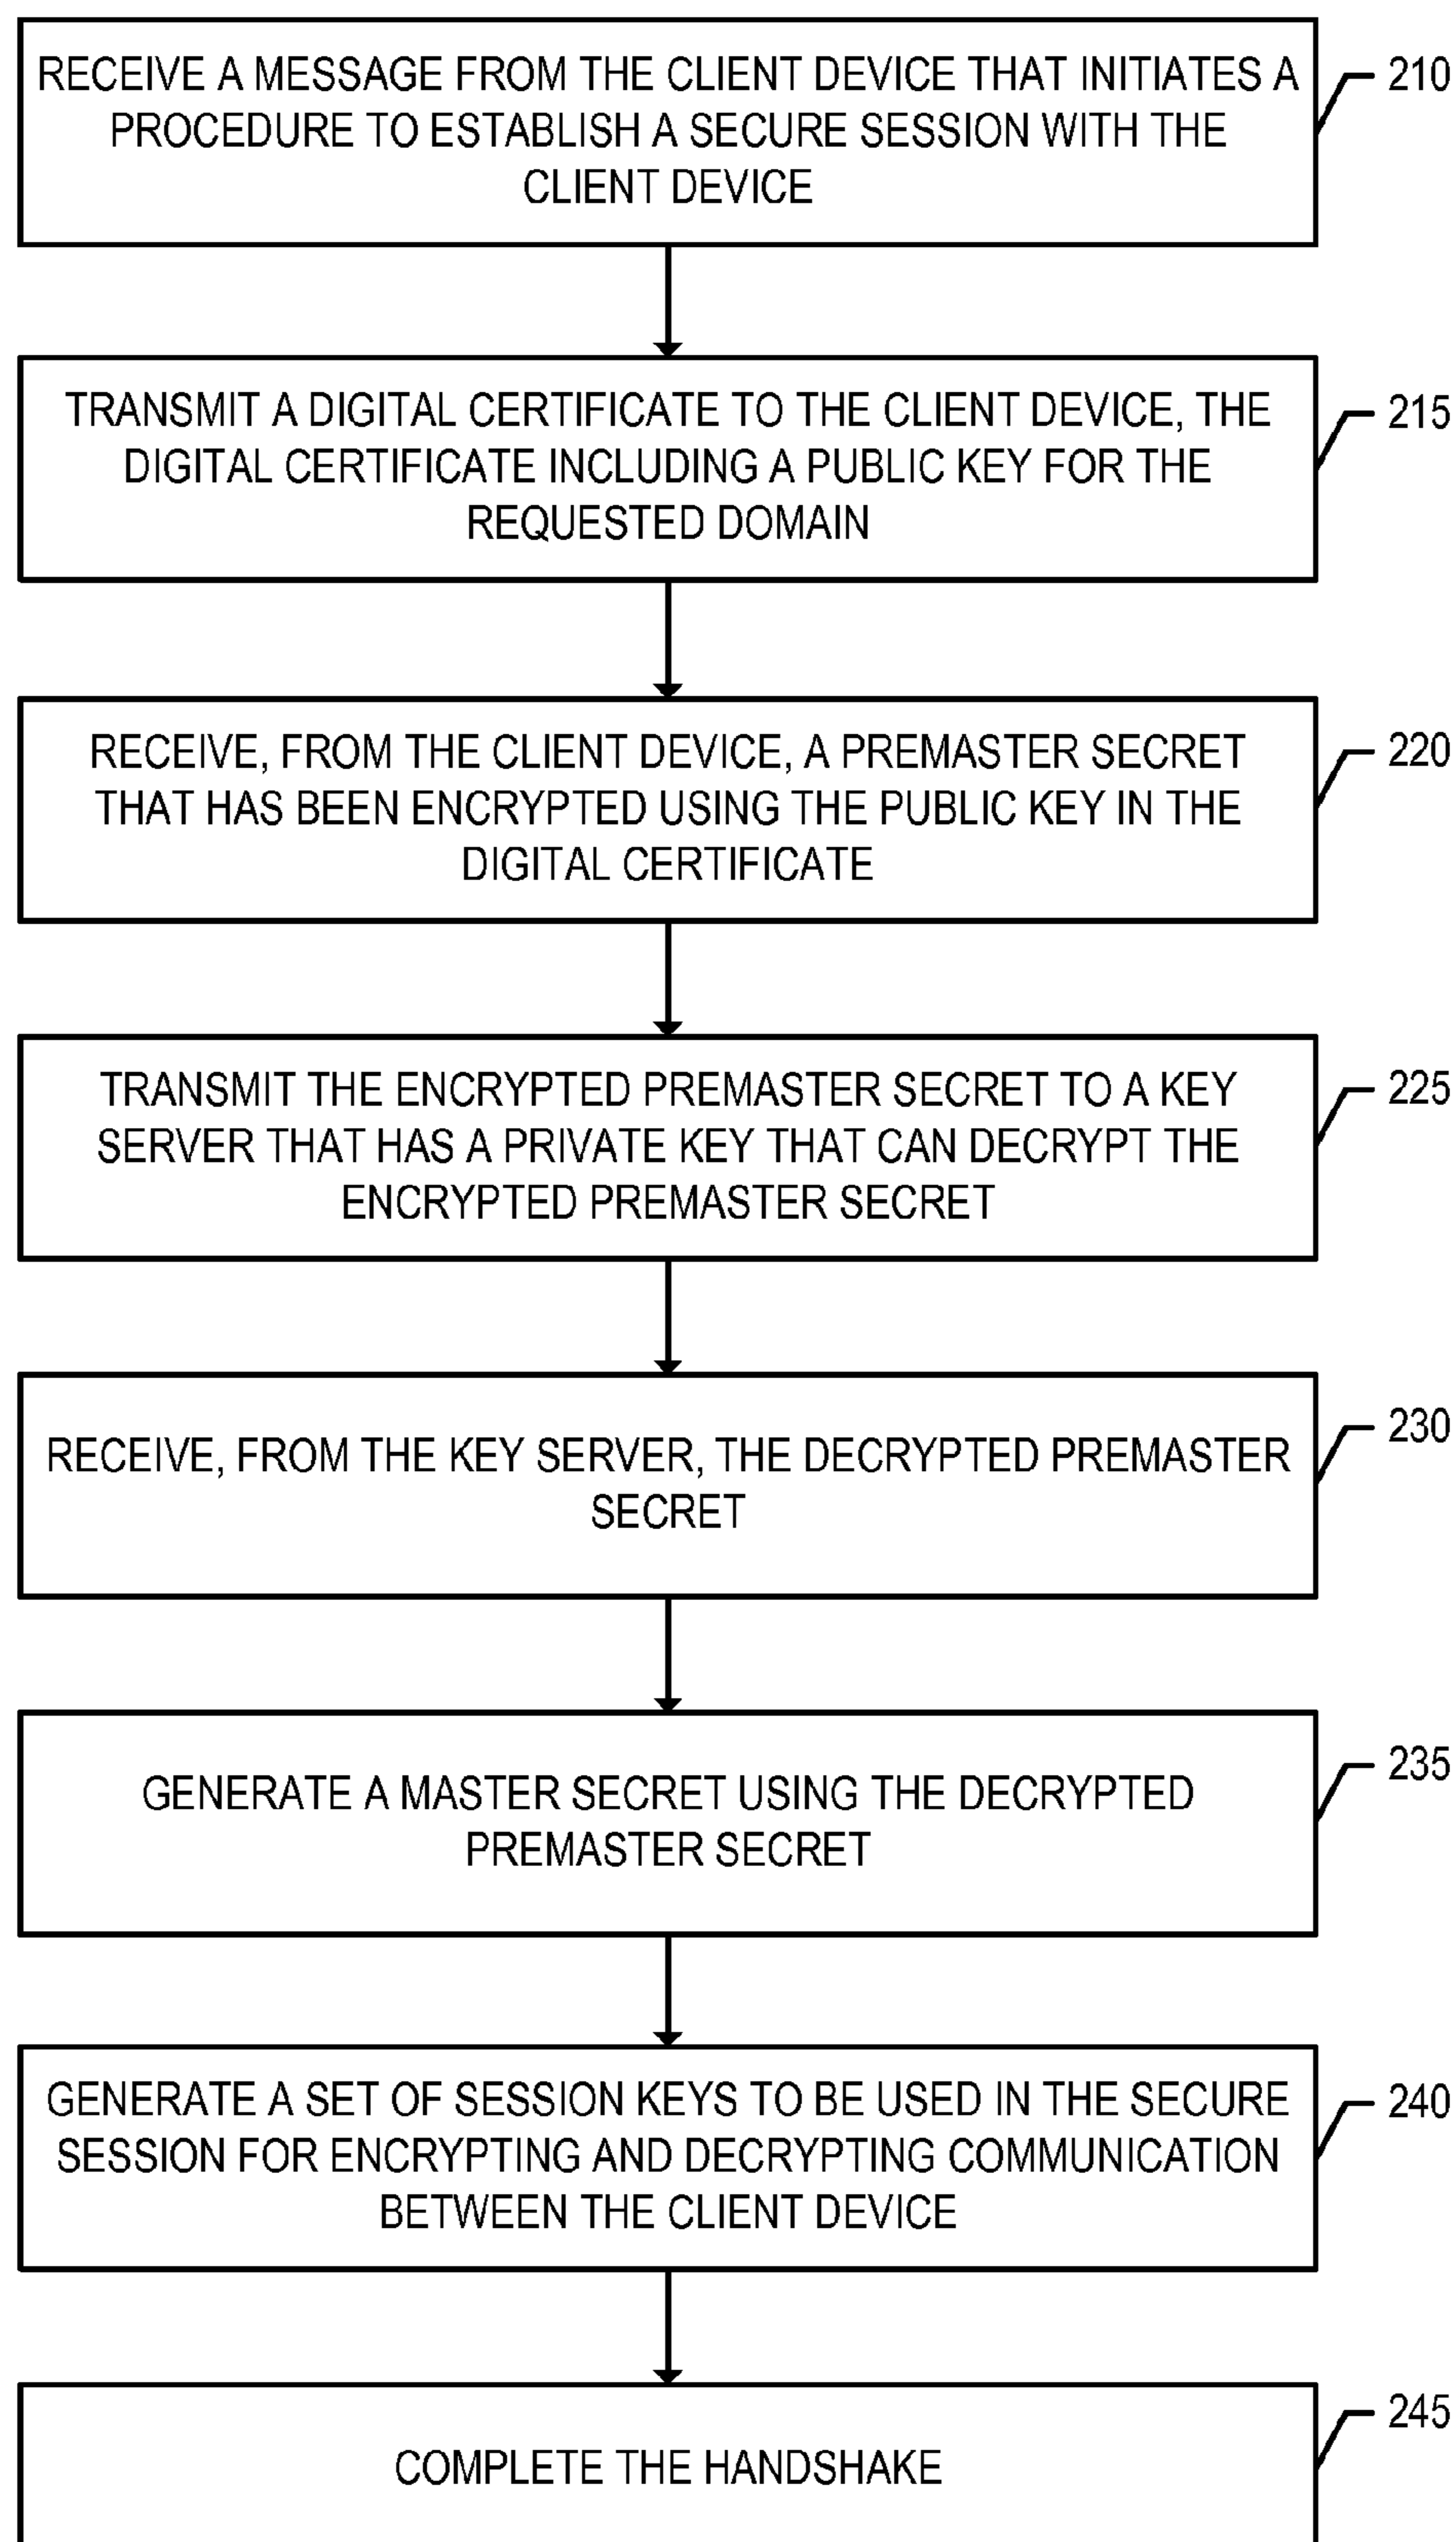 RECEIVE A MESSAGE FROM THE CLIENT DEVICE THAT INITIATES A
PROCEDURE TO ESTABLISH A SECURE SESSION WITH THE
CLIENT DEVICE
210
TRANSMIT A DIGITAL CERTIFICATE TO THE CLIENT DEVICE, THE
DIGITAL CERTIFICATE INCLUDING A PUBLIC KEY FOR THE
REQUESTED DOMAIN
215
RECEIVE, FROM THE CLIENT DEVICE, A PREMASTER SECRET
THAT HAS BEEN ENCRYPTED USING THE PUBLIC KEY IN THE
DIGITAL CERTIFICATE
220
TRANSMIT THE ENCRYPTED PREMASTER SECRET TO A KEY
SERVER THAT HAS A PRIVATE KEY THAT CAN DECRYPT THE
ENCRYPTED PREMASTER SECRET
225
RECEIVE, FROM THE KEY SERVER, THE DECRYPTED PREMASTER
SECRET
230
GENERATE A MASTER SECRET USING THE DECRYPTED
PREMASTER SECRET
235
GENERATE A SET OF SESSION KEYS TO BE USED IN THE SECURE
SESSION FOR ENCRYPTING AND DECRYPTING COMMUNICATION
BETWEEN THE CLIENT DEVICE
240
COMPLETE THE HANDSHAKE
245